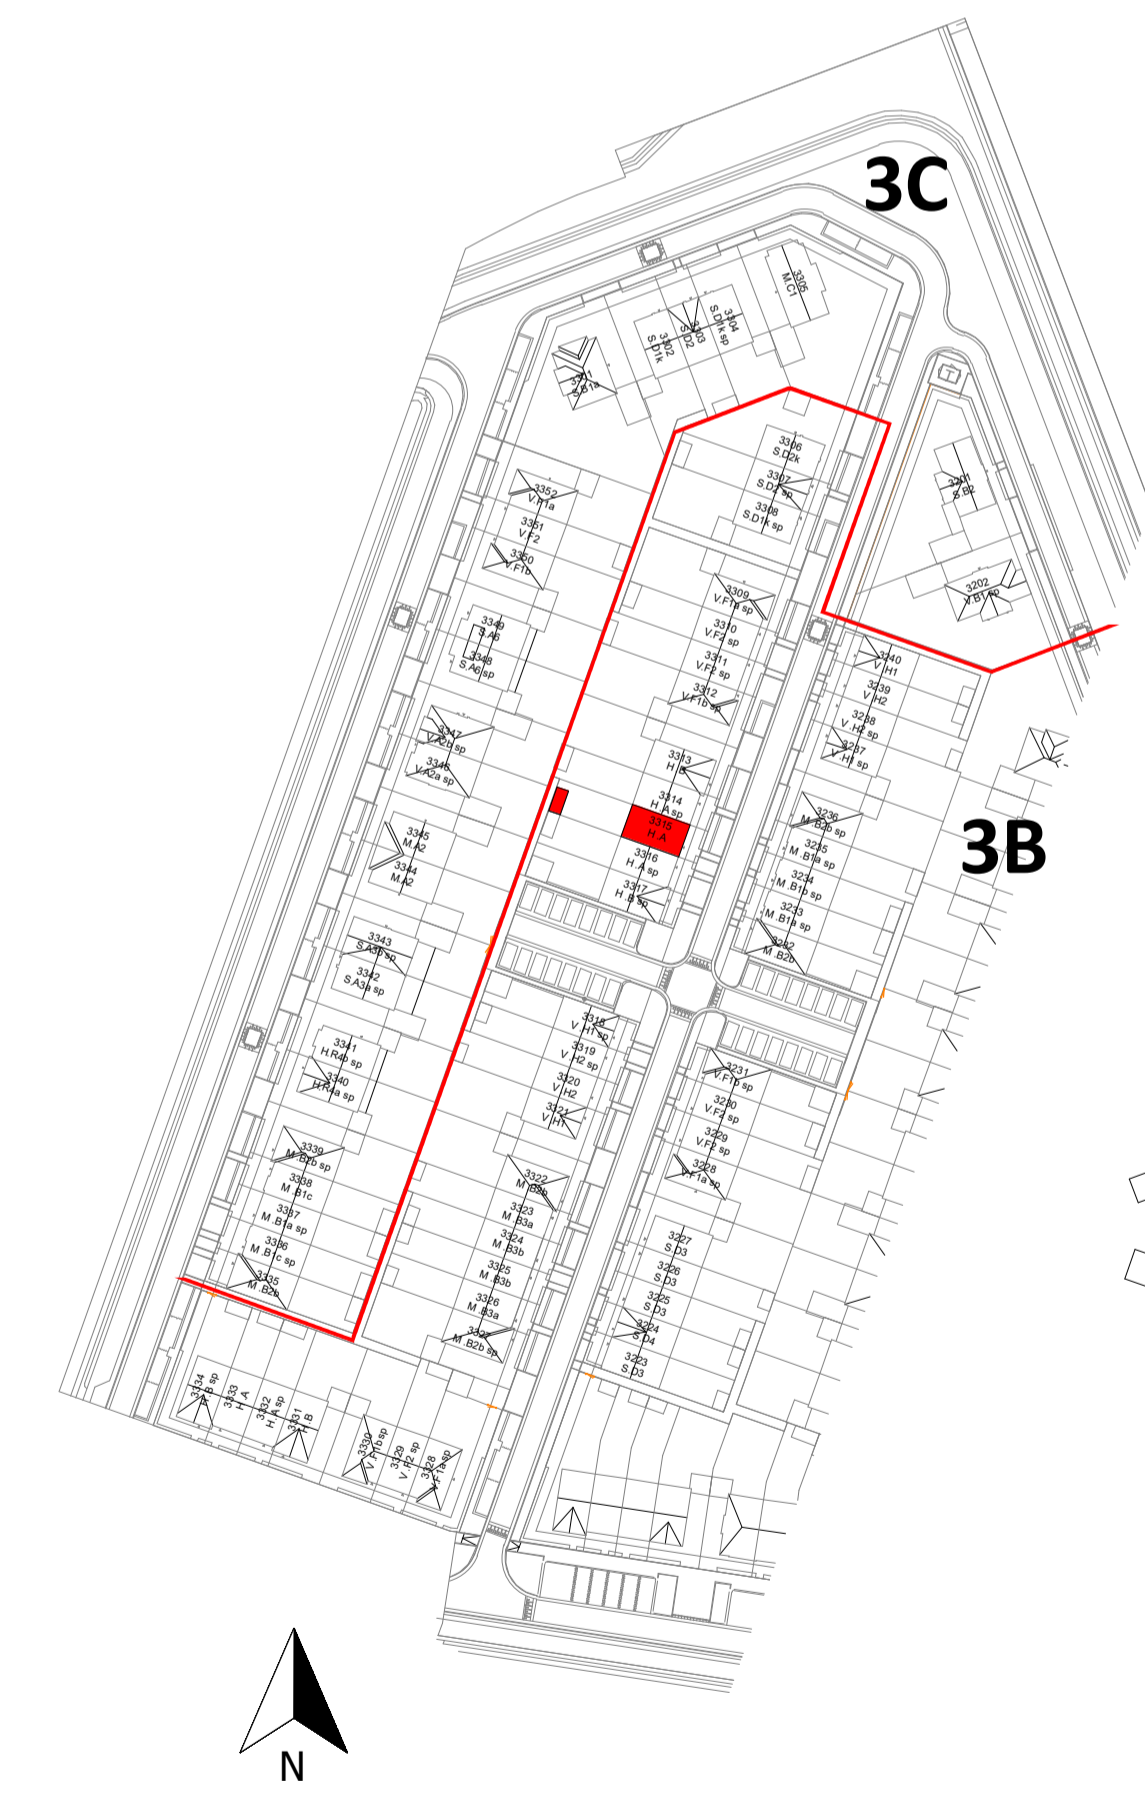 3C
3305
M.C1
3304
S.D1k sp
3303
S.D2
3302
S.D1k
3301
S.B1a
3306
S.D2k
3307
S.D2 sp
3308
S.D1k sp
3201
S.B2
3202
V.B1 sp
3352
V.F1a
3351
V.F2
3350
V.F1b
3309
V.F1a sp
3310
V.F2 sp
3311
V.F2 sp
3312
V.F1b sp
3349
S.A6
3348
S.A6 sp
3240
V.H1
3239
V.H2
3238
V.H2 sp
3237
V.H1 sp
3347
V.A2b sp
3346
V.A2a sp
3313
H.B
3314
H.A sp
3315
H.A
3316
H.A sp
3317
H.B sp
3B
3236
M.B2b sp
3235
M.B1a sp
3234
M.B1b sp
3233
M.B1a sp
3232
M.B2b
3345
M.A2
3344
M.A2
3343
S.A3b sp
3342
S.A3a sp
3341
H.R4b sp
3340
H.R4a sp
3318
V.H1 sp
3319
V.H2 sp
3320
V.H2
3321
V.H1
3231
V.F1b sp
3230
V.F2 sp
3229
V.F2 sp
3228
V.F1a sp
3339
M.B2b sp
3338
M.B1c
3337
M.B1a sp
3336
M.B1c sp
3335
M.B2b
3322
M.B2b
3323
M.B3a
3324
M.B3b
3325
M.B3b
3326
M.B3a
3327
M.B2b sp
3227
S.D3
3226
S.D3
3225
S.D3
3224
S.D4
3223
S.D3
3334
H.B sp
3333
H.A
3332
H.A sp
3331
H.B
3330
V.F1b sp
3329
V.F2 sp
3328
V.F1a sp
N